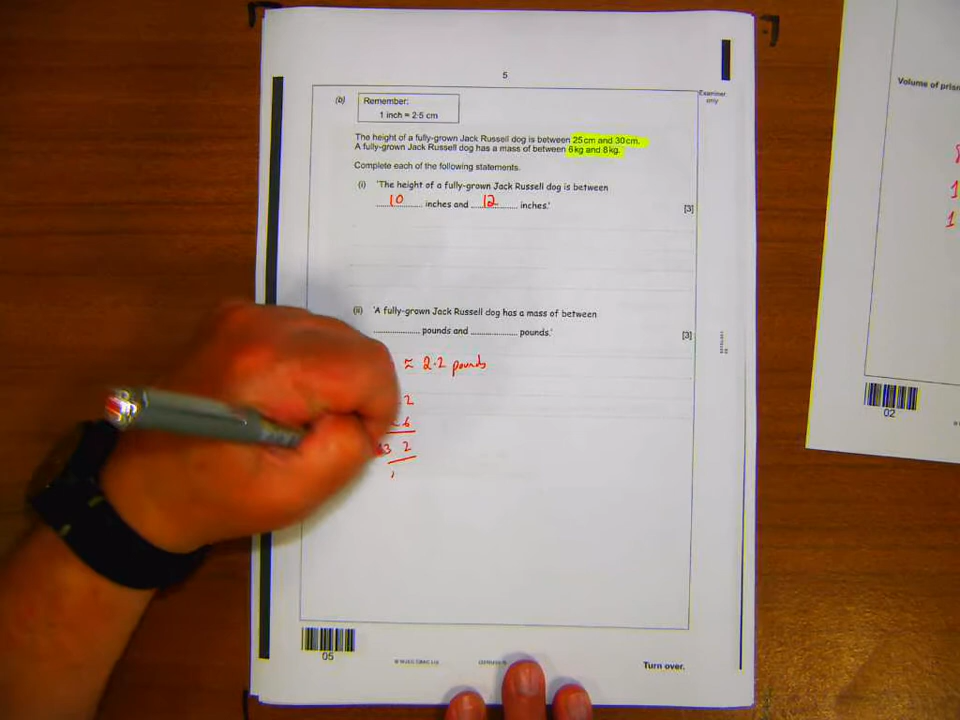 5
Examiner
only
(b) Remember:
1 inch = 2·5 cm
The height of a fully-grown Jack Russell dog is between 25 cm and 30 cm.
A fully-grown Jack Russell dog has a mass of between 6 kg and 8 kg.
Complete each of the following statements.
(i) 'The height of a fully-grown Jack Russell dog is between
10 inches and 12 inches.'
[3]
(ii) 'A fully-grown Jack Russell dog has a mass of between
pounds and pounds.'
[3]
≈ 2·2 pounds
2
6
3 2
05
Turn over.
Volume of
02